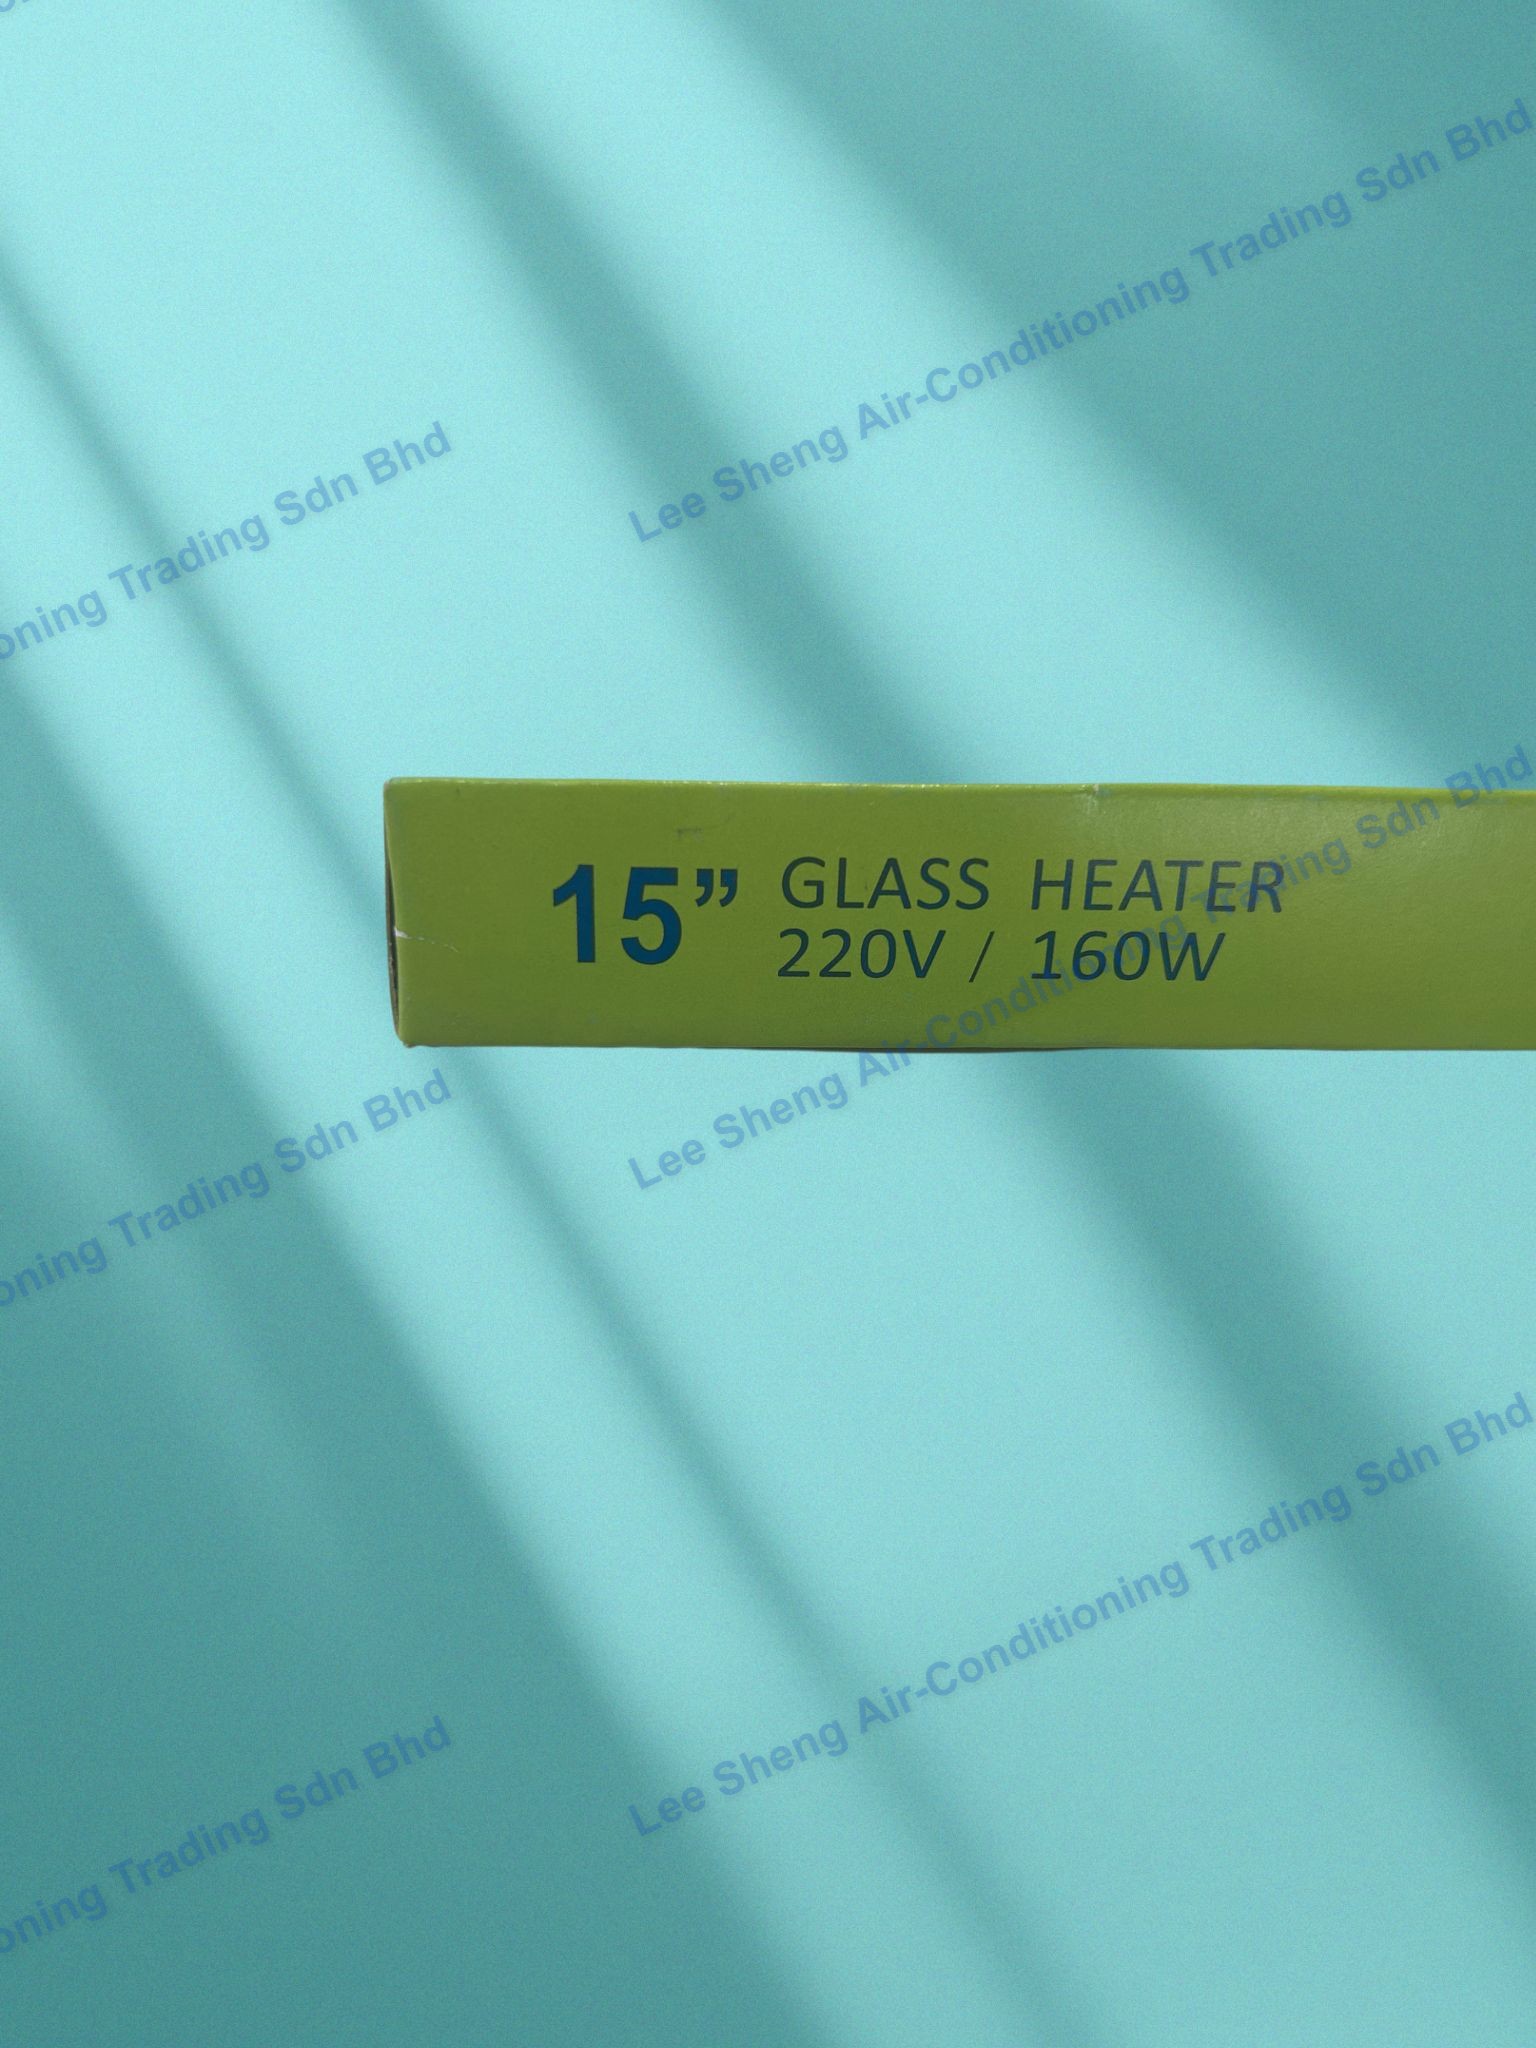 Lee Sheng Air-Conditioning Trading Sdn Bhd
oning Trading Sdn Bhd
15” GLASS HEATER
220V / 160W
Lee Sheng Air-Conditioning Trading Sdn Bhd
oning Trading Sdn Bhd
Lee Sheng Air-Conditioning Trading Sdn Bhd
oning Trading Sdn Bhd